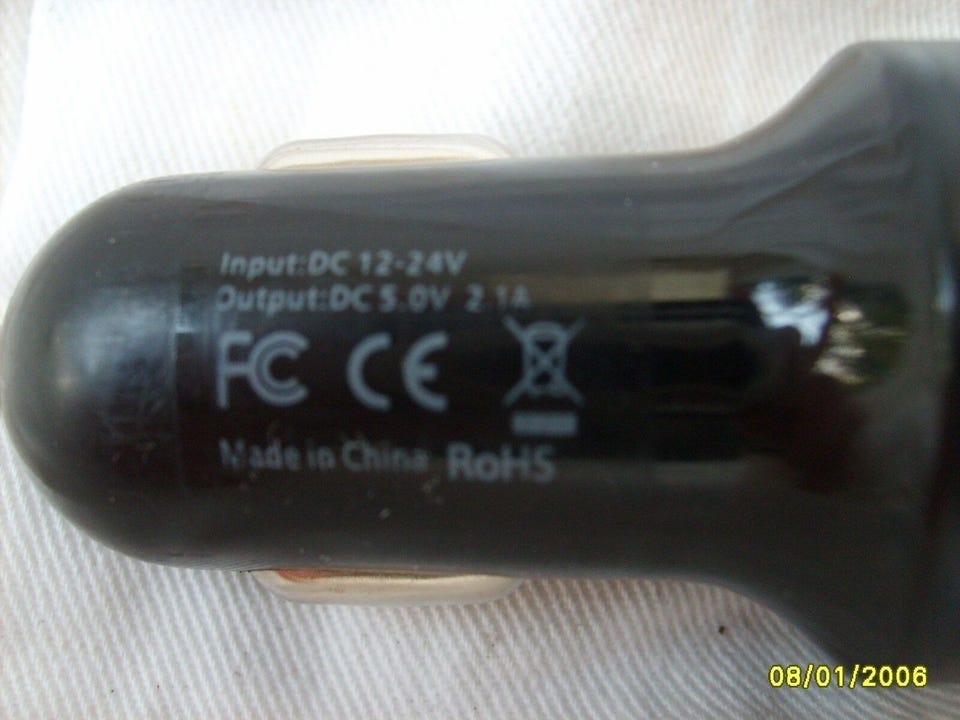 Input:DC 12-24V
Output:DC 5.0V 2.1A
FC CE
Made in China RoHS
08/01/2006